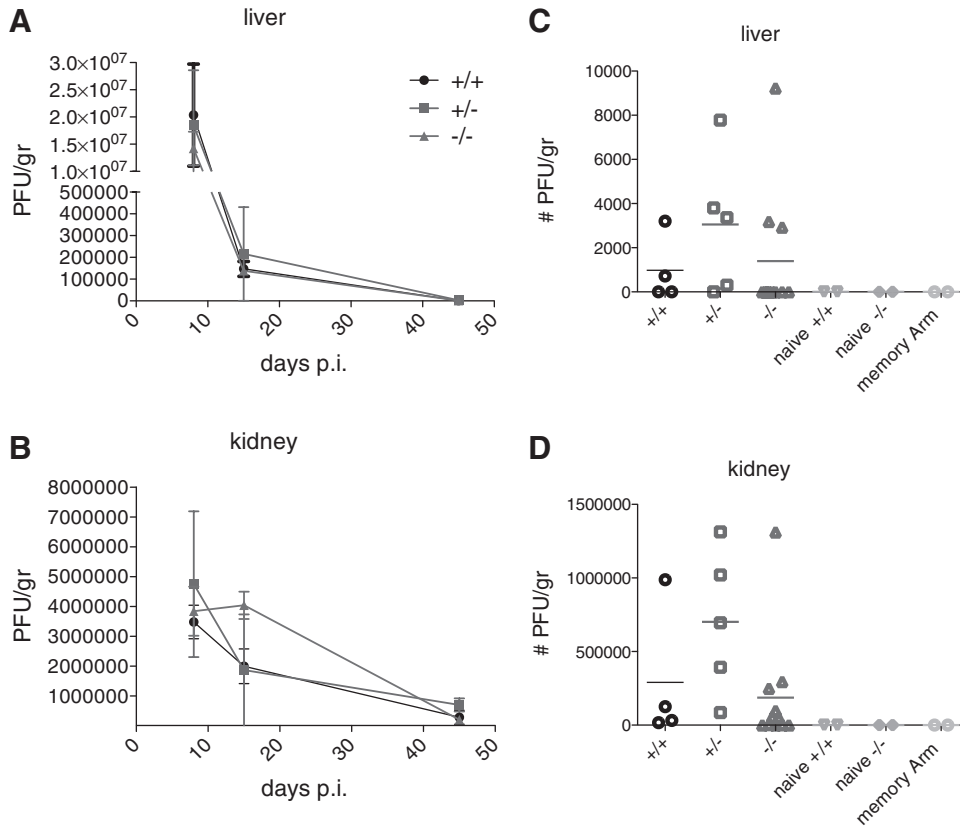 A
liver
PFU/gr
3.0×10^07
2.5×10^07
2.0×10^07
1.5×10^07
1.0×10^07
500000
400000
300000
200000
100000
0
0
10
20
30
40
50
days p.i.
+/+
+/-
-/-
B
kidney
PFU/gr
8000000
7000000
6000000
5000000
4000000
3000000
2000000
1000000
0
10
20
30
40
50
days p.i.
C
liver
# PFU/gr
10000
8000
6000
4000
2000
0
+/+
+/-
-/-
naive +/+
naive -/-
memory Arm
D
kidney
# PFU/gr
1500000
1000000
500000
0
+/+
+/-
-/-
naive +/+
naive -/-
memory Arm